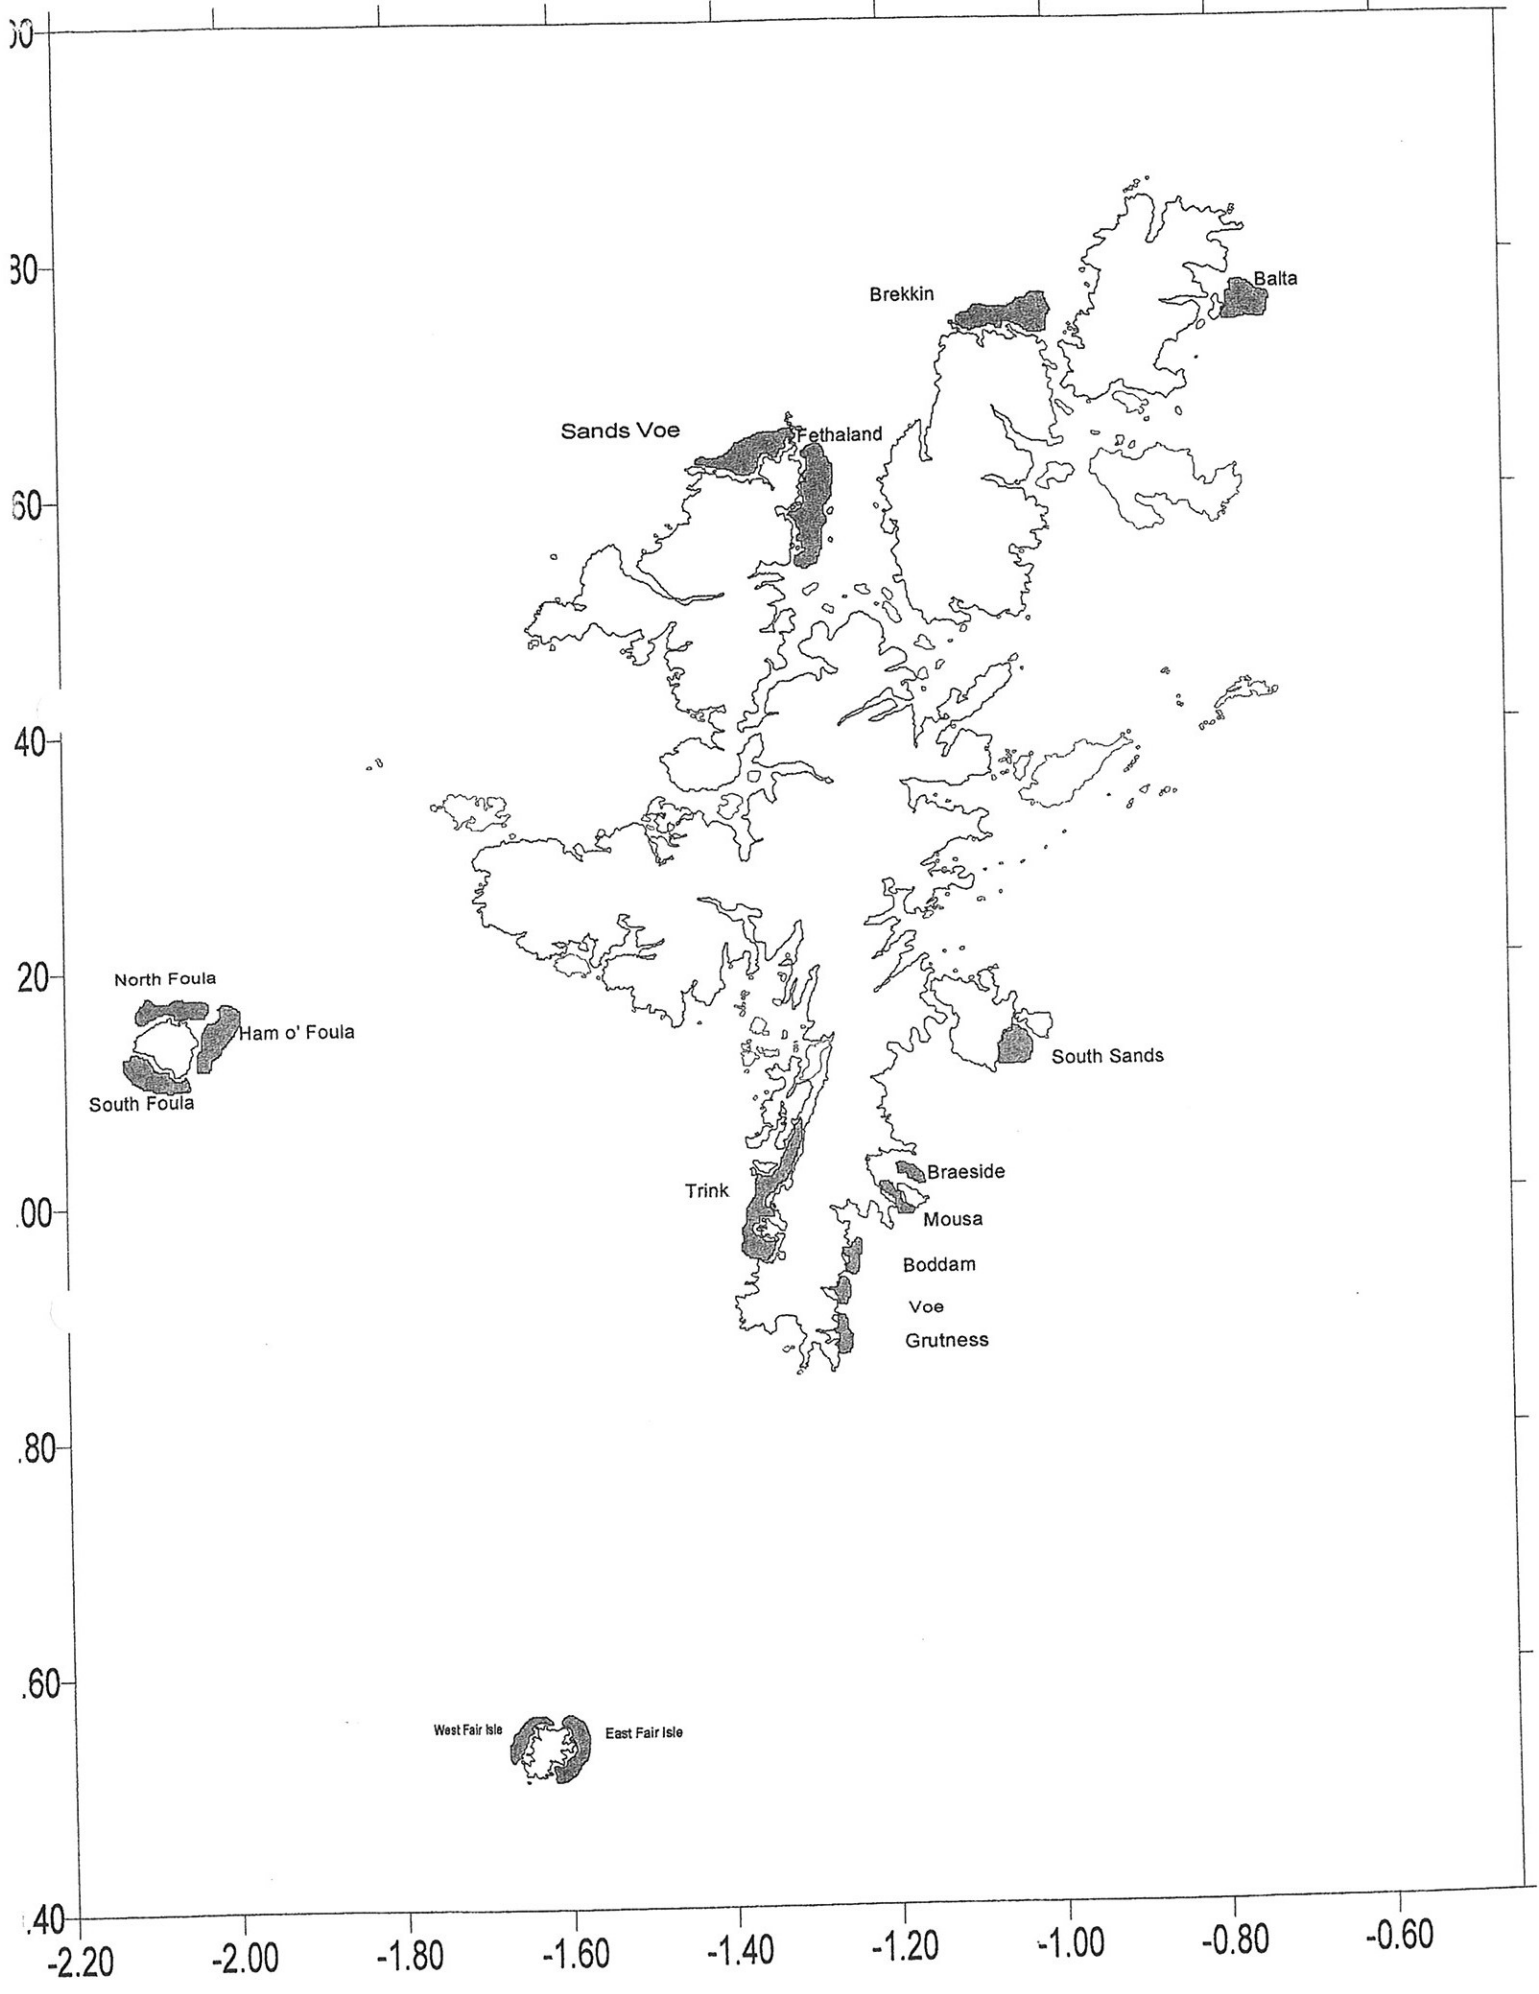 00
80
Balta
Brekkin
Sands Voe
Fethaland
60
40
20
North Foula
Ham o' Foula
South Sands
South Foula
Braeside
Trink
.00
Mousa
Boddam
Voe
Grutness
.80
.60
West Fair Isle
East Fair Isle
.40
-2.20 -2.00 -1.80 -1.60 -1.40 -1.20 -1.00 -0.80 -0.60